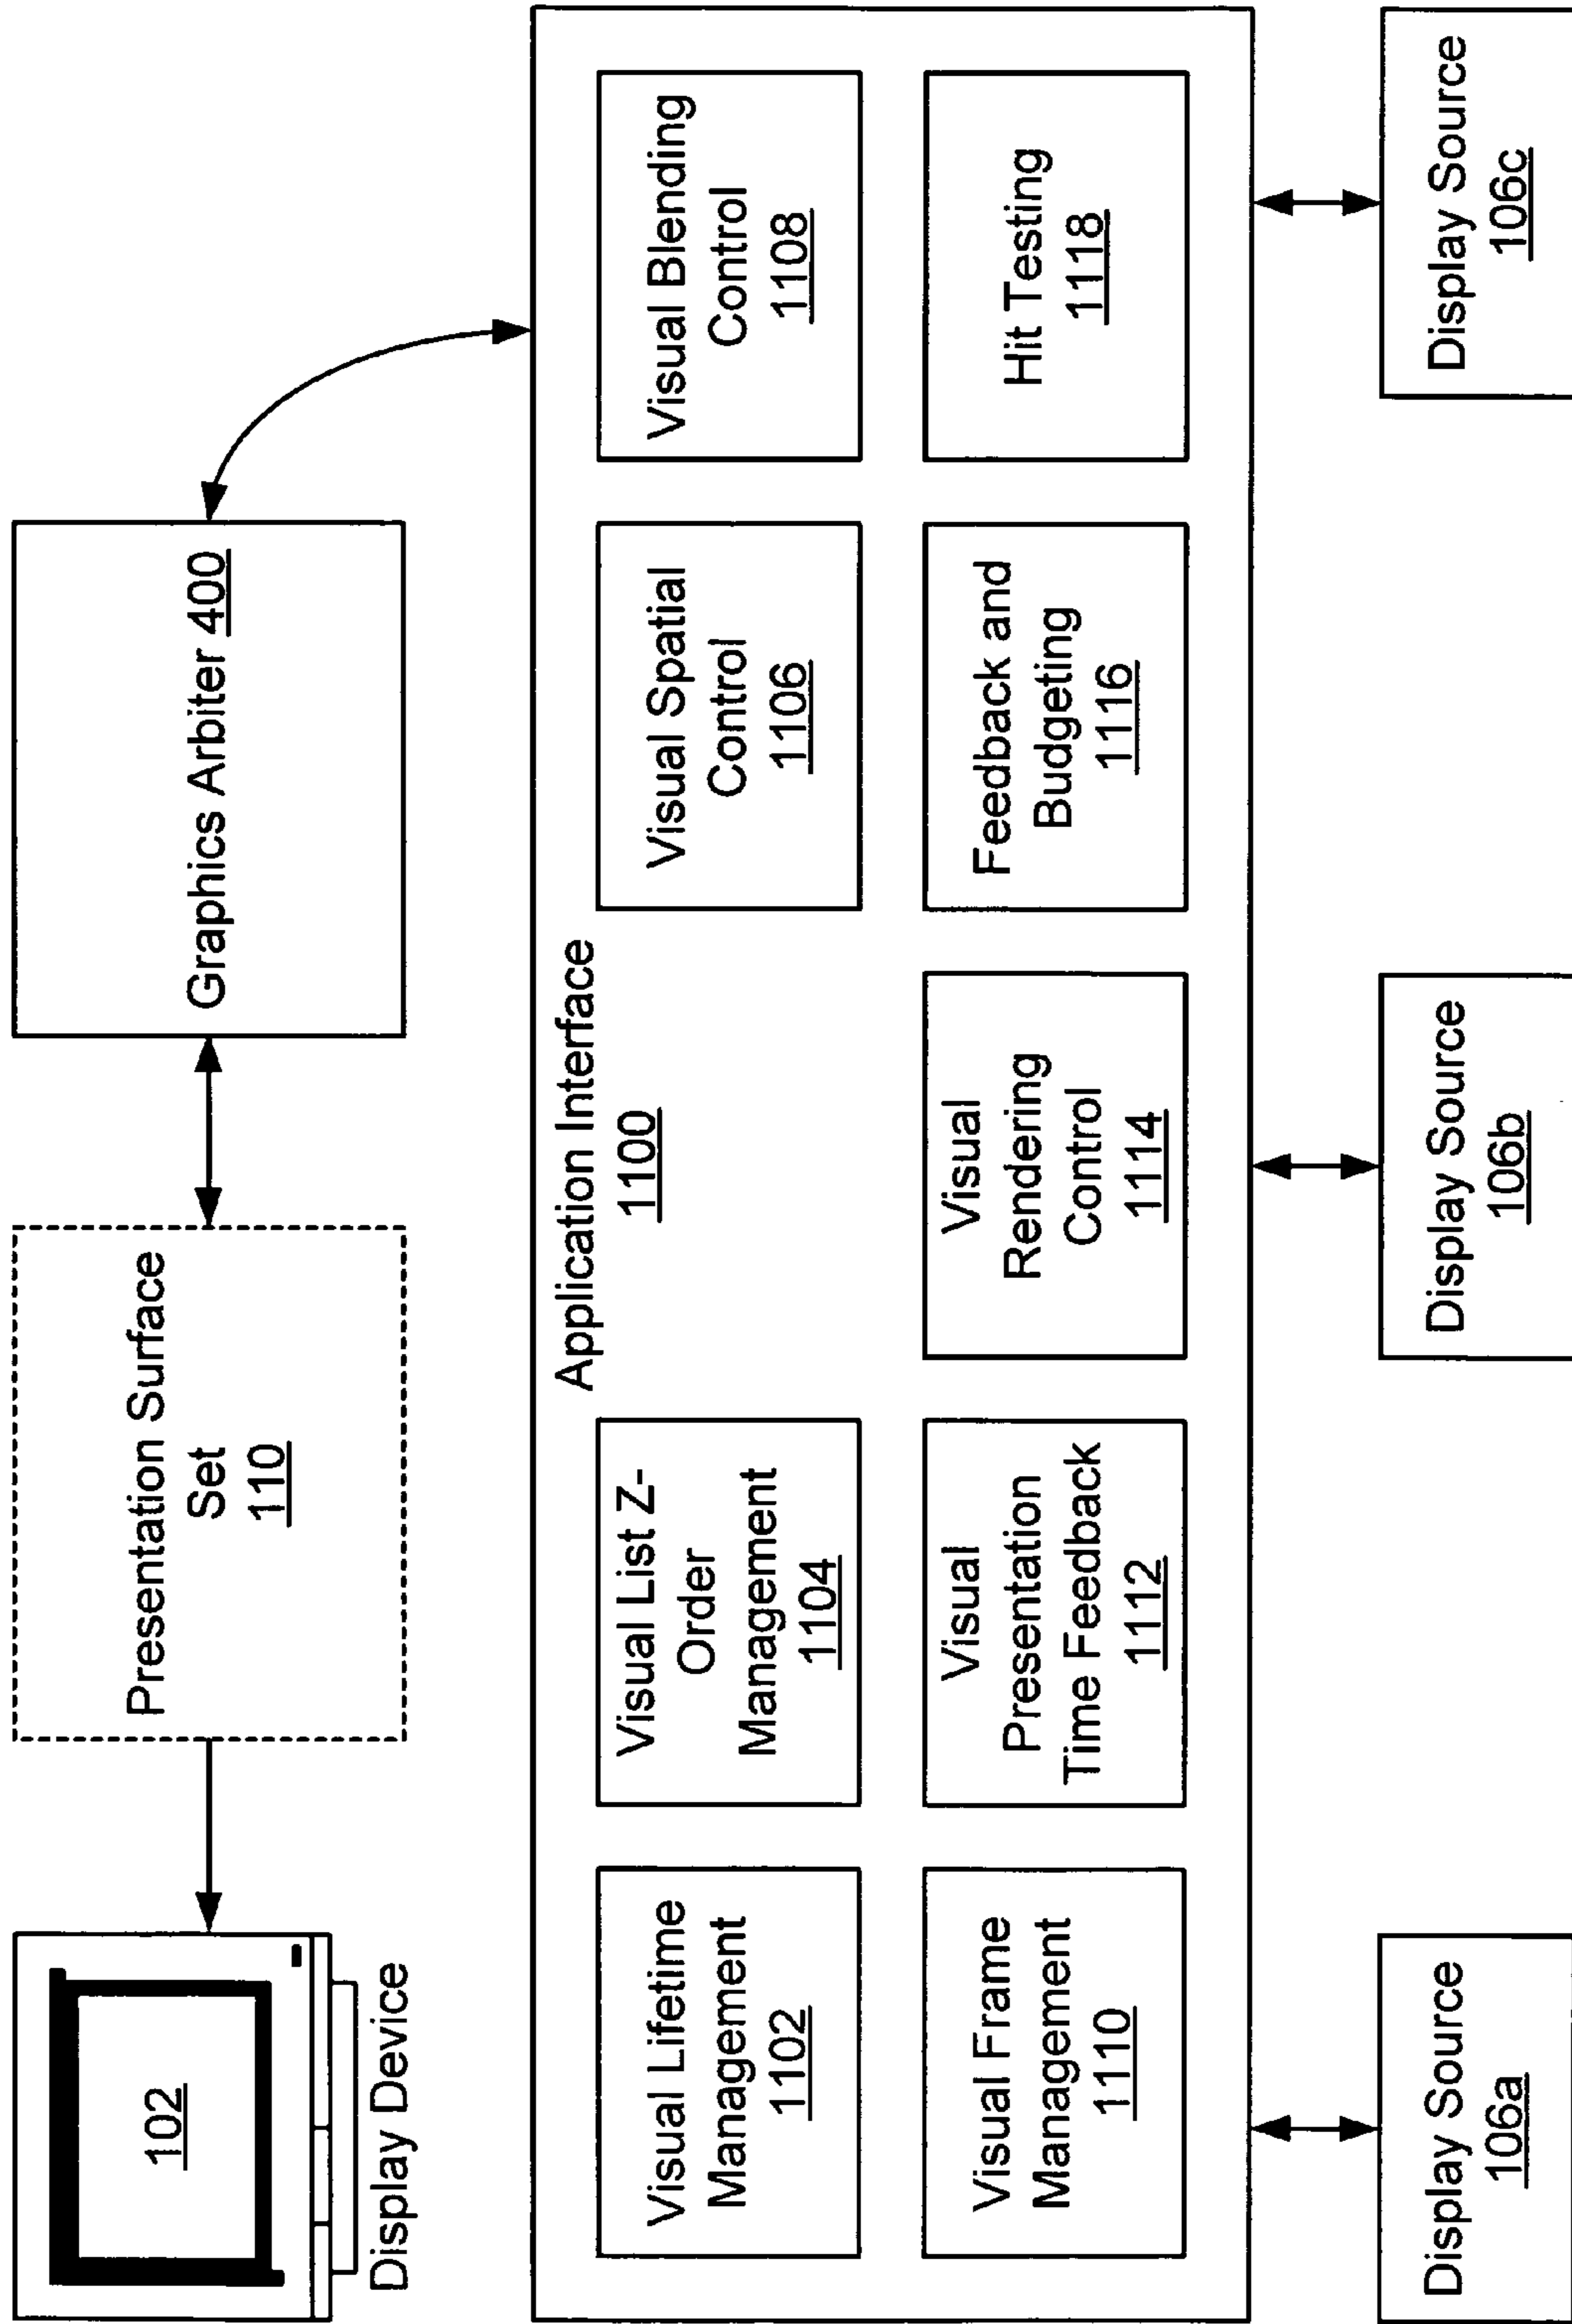 102
Display Device
Presentation Surface
Set
110
Graphics Arbiter 400
Application Interface
1100
Visual Lifetime
Management
1102
Visual List Z-
Order
Management
1104
Visual Spatial
Control
1106
Visual Blending
Control
1108
Visual Frame
Management
1110
Visual
Presentation
Time Feedback
1112
Visual
Rendering
Control
1114
Feedback and
Budgeting
1116
Hit Testing
1118
Display Source
106a
Display Source
106b
Display Source
106c